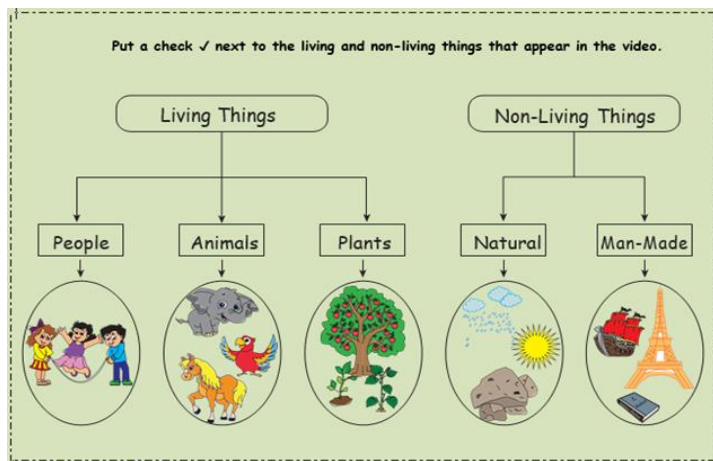 Put a check ✓ next to the living and non-living things that appear in the video.
Living Things
Non-Living Things
People
Animals
Plants
Natural
Man-Made